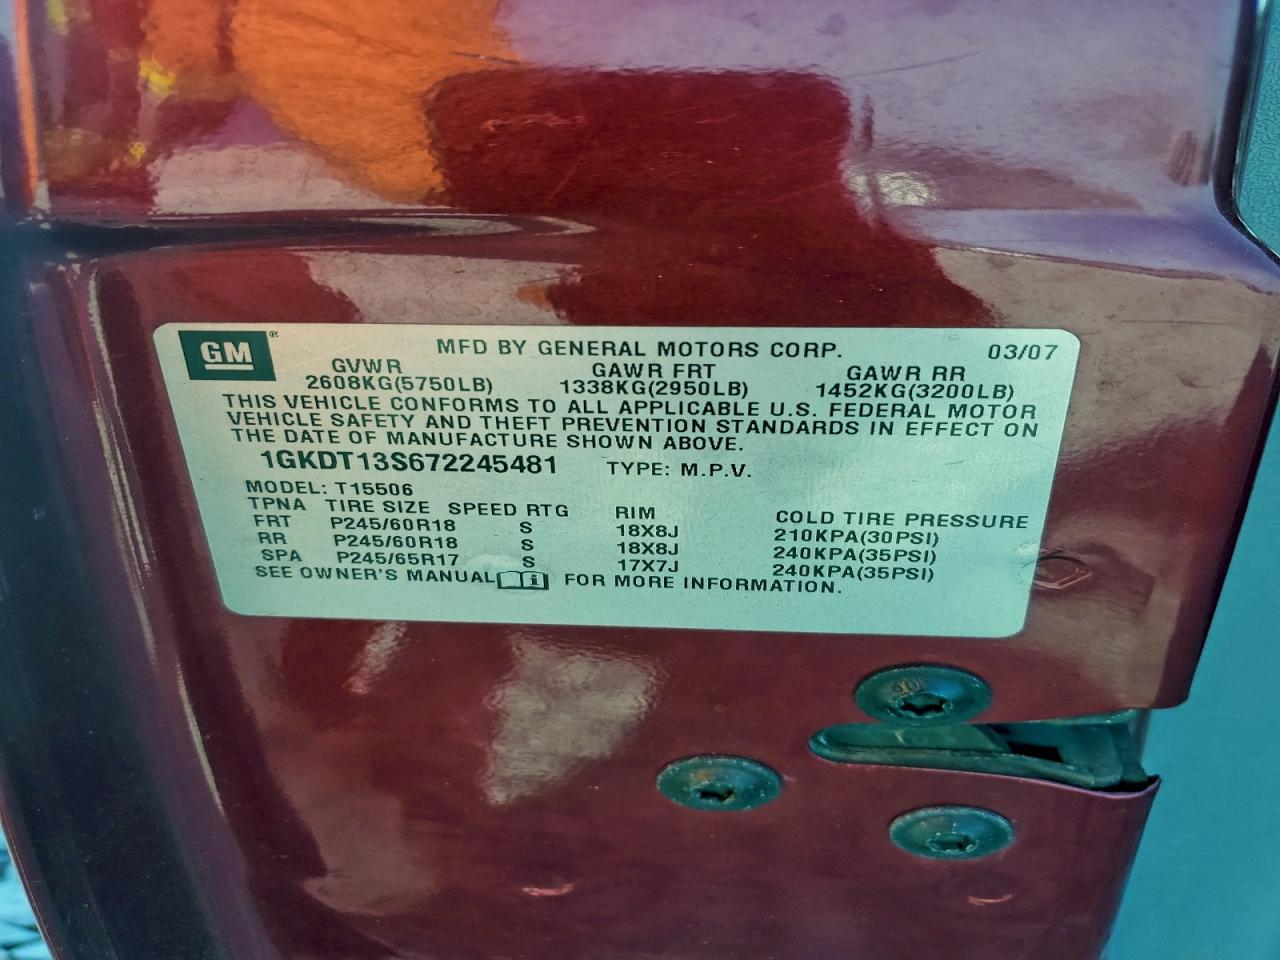 GM® MFD BY GENERAL MOTORS CORP. 03/07
GVWR GAWR FRT GAWR RR
2608KG(5750LB) 1338KG(2950LB) 1452KG(3200LB)
THIS VEHICLE CONFORMS TO ALL APPLICABLE U.S. FEDERAL MOTOR
VEHICLE SAFETY AND THEFT PREVENTION STANDARDS IN EFFECT ON
THE DATE OF MANUFACTURE SHOWN ABOVE.
1GKDT13S672245481 TYPE: M.P.V.
MODEL: T15506
TPNA TIRE SIZE SPEED RTG RIM COLD TIRE PRESSURE
FRT P245/60R18 S 18X8J 210KPA(30PSI)
RR P245/60R18 S 18X8J 240KPA(35PSI)
SPA P245/65R17 S 17X7J 240KPA(35PSI)
SEE OWNER'S MANUAL FOR MORE INFORMATION.